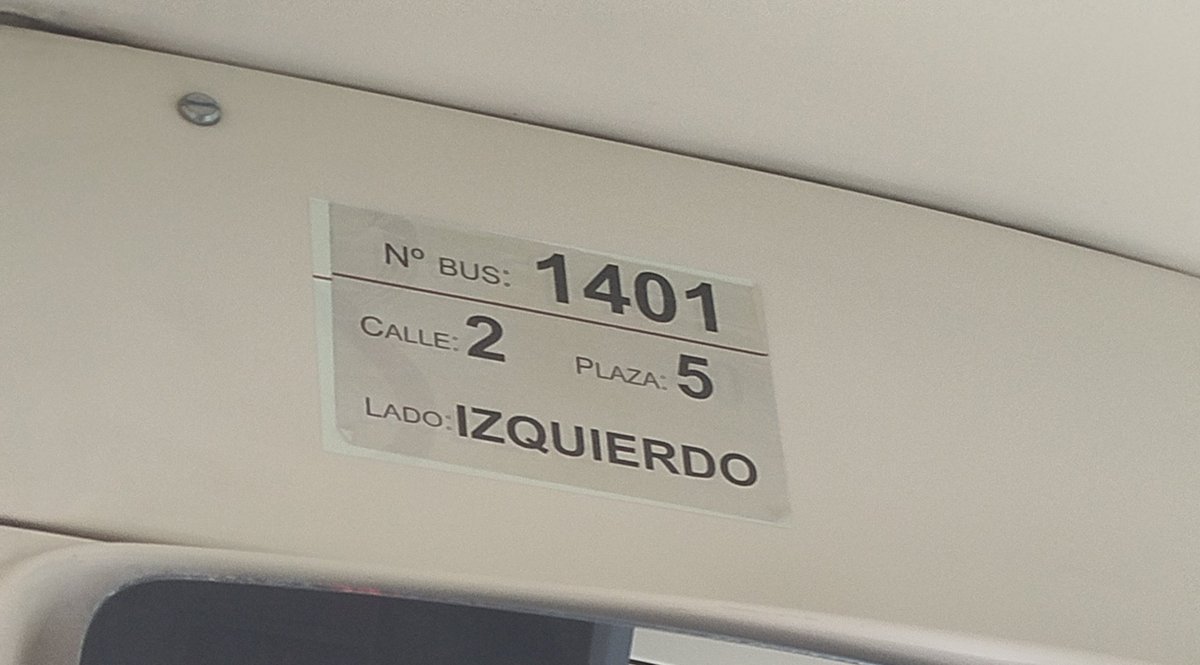 Nº BUS: 1401
CALLE: 2 PLAZA: 5
LADO: IZQUIERDO